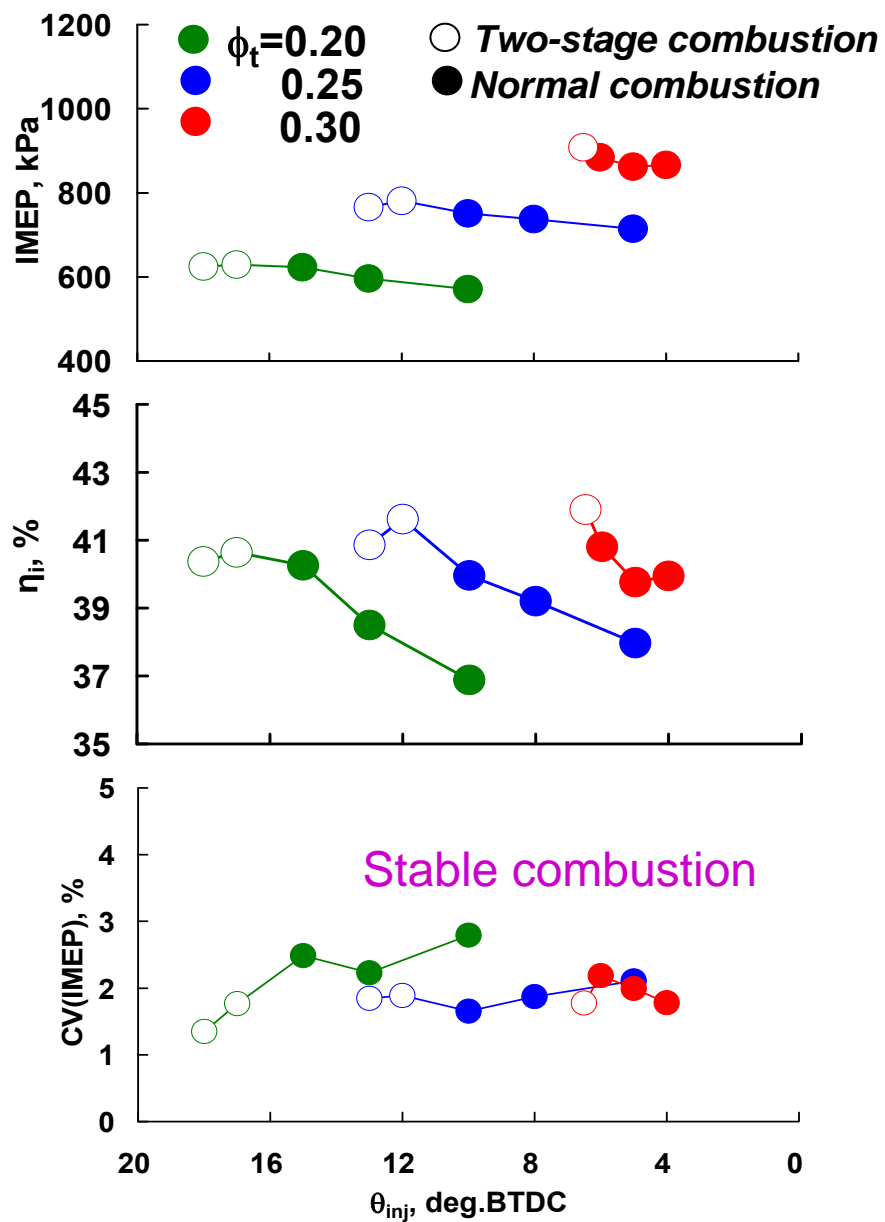 1200
1000
800
600
400
IMEP, kPa
ϕt=0.20
0.25
0.30
Two-stage combustion
Normal combustion
45
43
41
39
37
35
ηi, %
5
4
3
2
1
0
CV(IMEP), %
Stable combustion
20 16 12 8 4 0
θinj, deg.BTDC